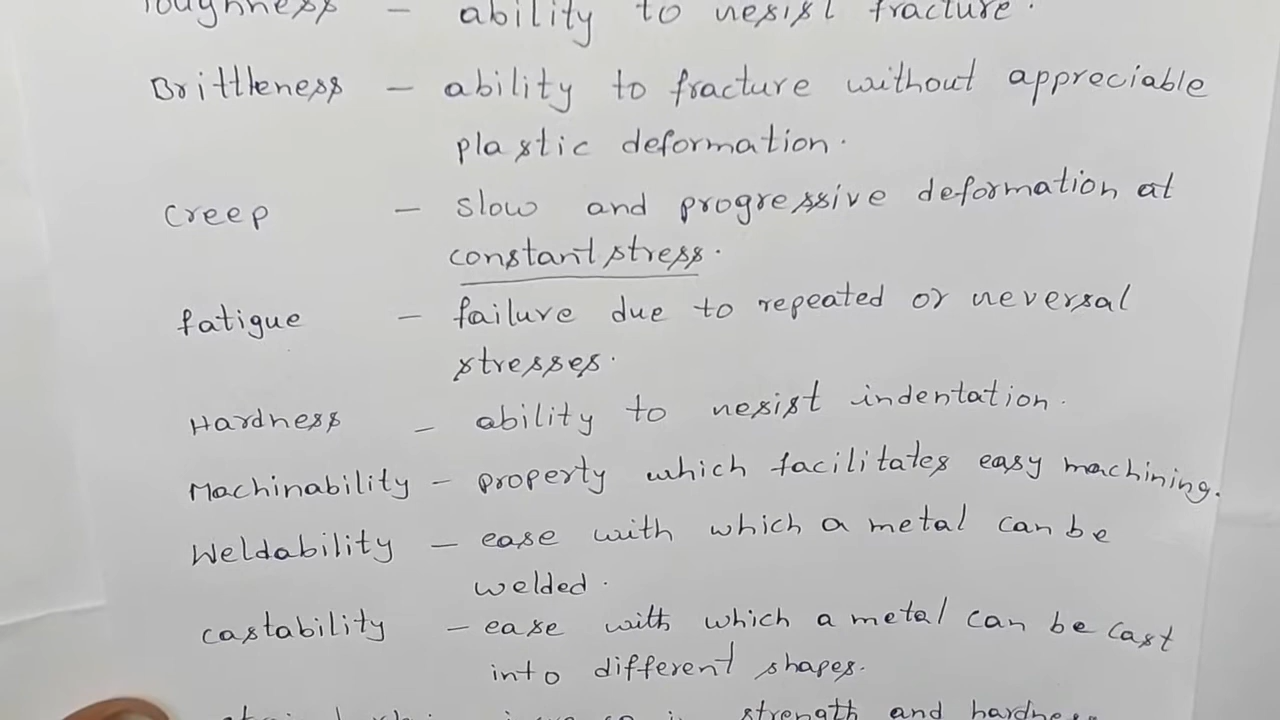 Toughness - ability to resist fracture.
Brittleness - ability to fracture without appreciable
plastic deformation.
Creep - slow and progressive deformation at
constant stress.
fatigue - failure due to repeated or reversal
stresses.
Hardness - ability to resist indentation.
Machinability - property which facilitates easy machining.
Weldability - ease with which a metal can be
welded.
castability - ease with which a metal can be cast
into different shapes.
strength and hardness